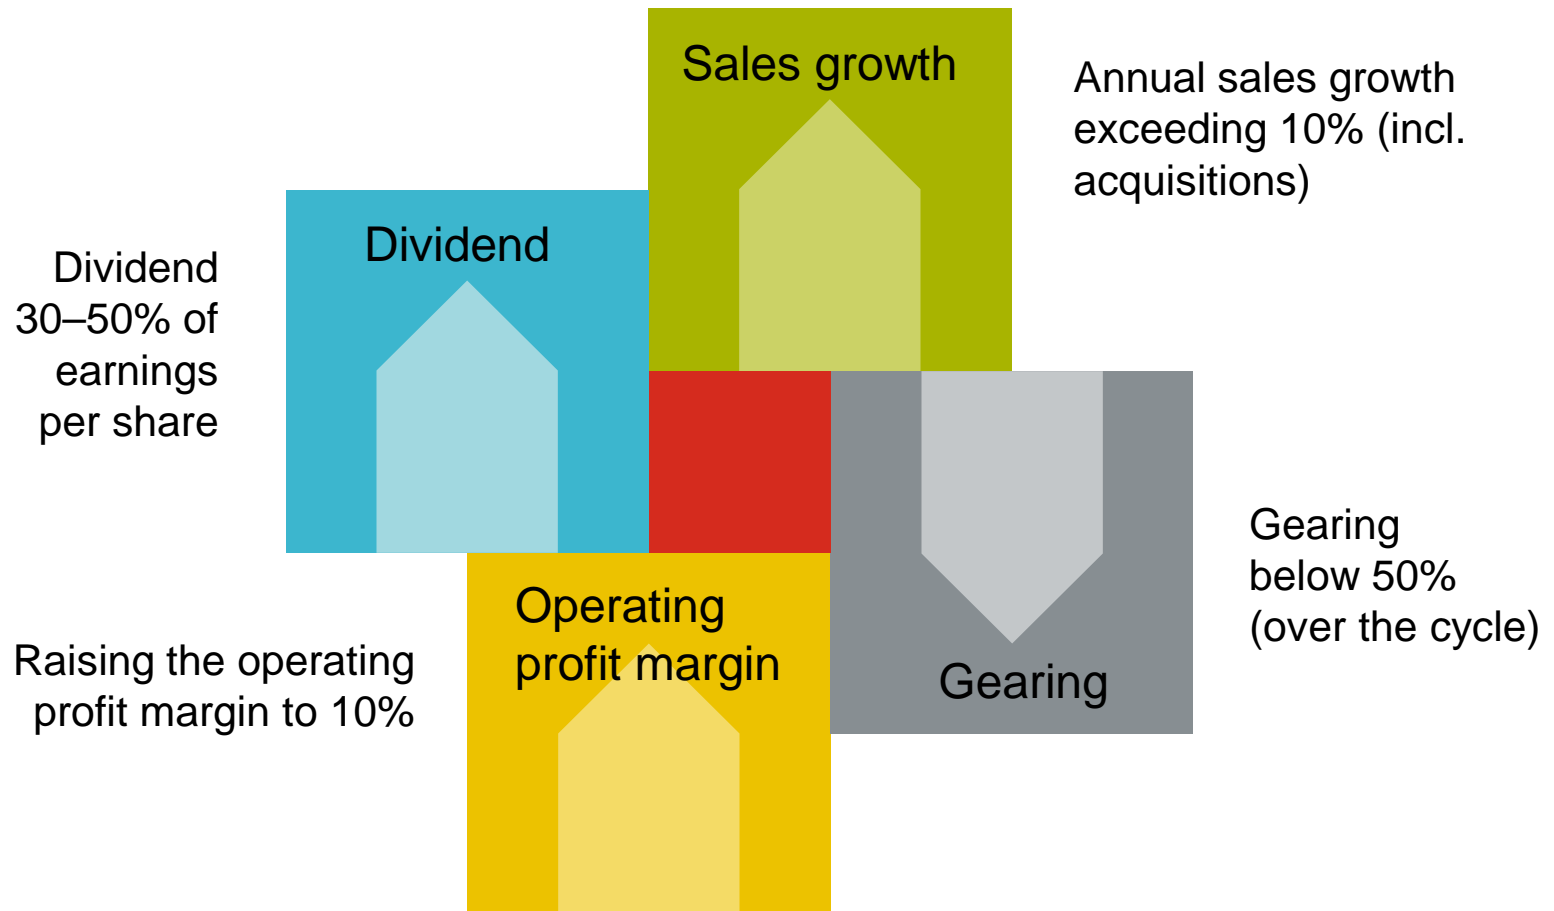 Sales growth
Annual sales growth
exceeding 10% (incl.
acquisitions)
Dividend
Dividend
30–50% of
earnings
per share
Gearing
below 50%
(over the cycle)
Gearing
Operating
profit margin
Raising the operating
profit margin to 10%